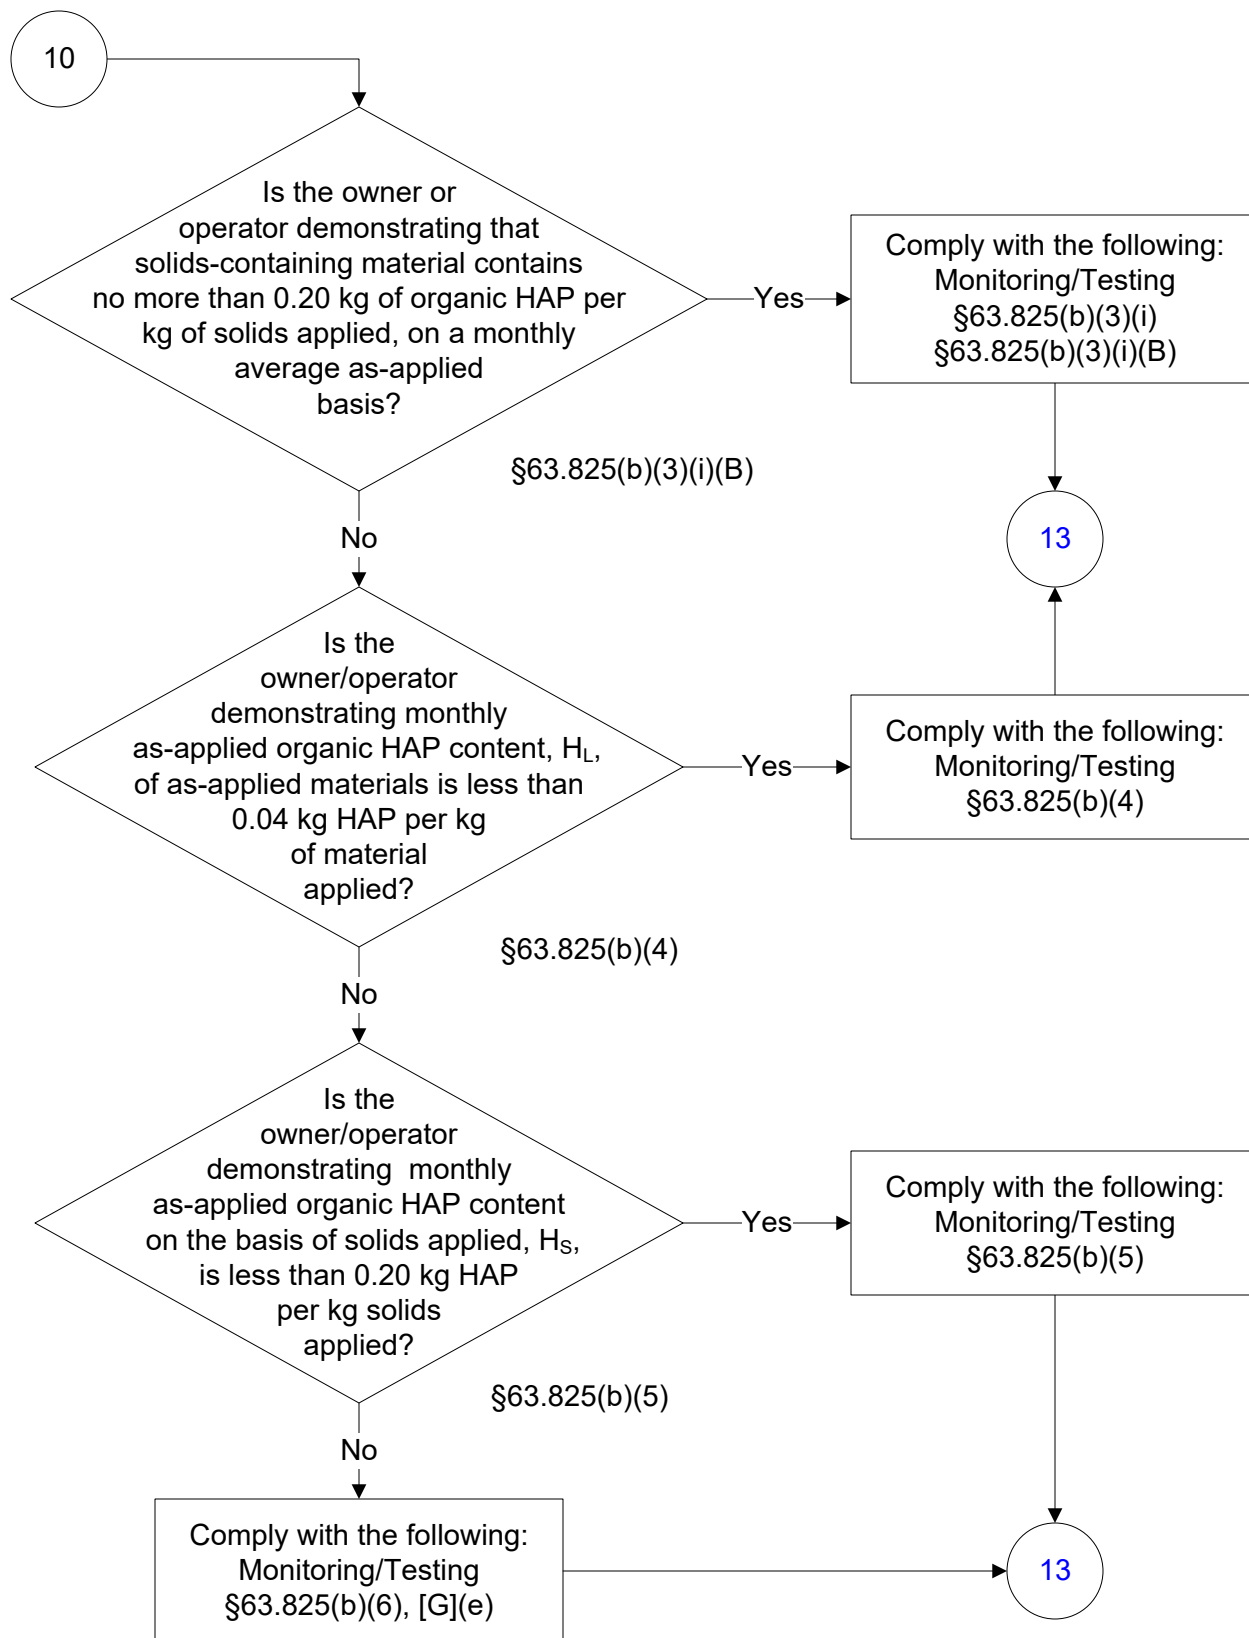 10
Is the owner or
operator demonstrating that
solids-containing material contains
no more than 0.20 kg of organic HAP per
kg of solids applied, on a monthly
average as-applied
basis?
Yes
Comply with the following:
Monitoring/Testing
§63.825(b)(3)(i)
§63.825(b)(3)(i)(B)
§63.825(b)(3)(i)(B)
No
13
Is the
owner/operator
demonstrating monthly
as-applied organic HAP content, HL,
of as-applied materials is less than
0.04 kg HAP per kg
of material
applied?
Yes
Comply with the following:
Monitoring/Testing
§63.825(b)(4)
§63.825(b)(4)
No
Is the
owner/operator
demonstrating monthly
as-applied organic HAP content
on the basis of solids applied, HS,
is less than 0.20 kg HAP
per kg solids
applied?
Yes
Comply with the following:
Monitoring/Testing
§63.825(b)(5)
§63.825(b)(5)
No
Comply with the following:
Monitoring/Testing
§63.825(b)(6), [G](e)
13